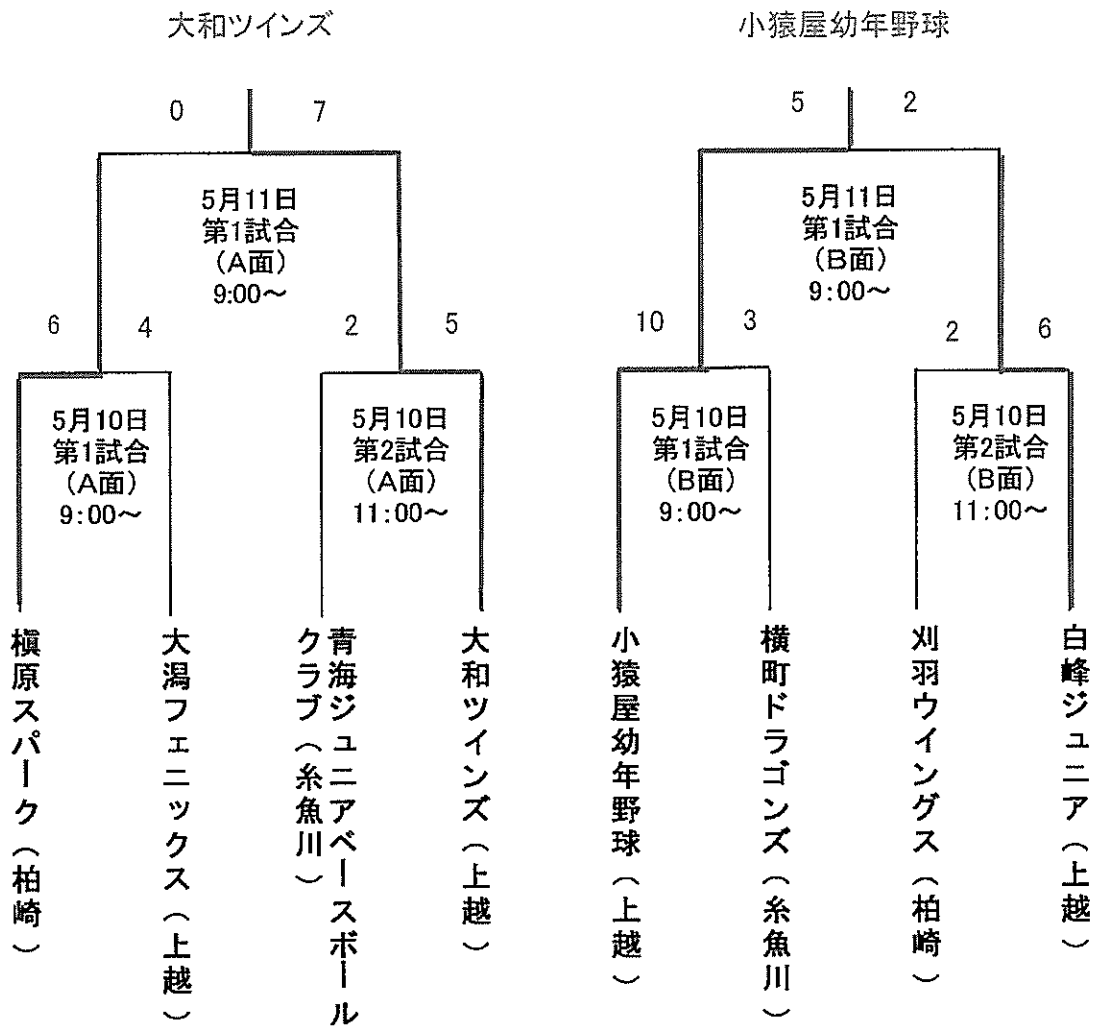 大和ツインズ
小猿屋幼年野球
0
7
5
2
5月11日
第1試合
（A面）
9:00～
5月11日
第1試合
（B面）
9:00～
6
4
2
5
10
3
2
6
5月10日
第1試合
（A面）
9:00～
5月10日
第2試合
（A面）
11:00～
5月10日
第1試合
（B面）
9:00～
5月10日
第2試合
（B面）
11:00～
槇原スパーク（柏崎）
大潟フェニックス（上越）
青海ジュニアベースボール
クラブ（糸魚川）
大和ツインズ（上越）
小猿屋幼年野球（上越）
横町ドラゴンズ（糸魚川）
刈羽ウイングス（柏崎）
白峰ジュニア（上越）